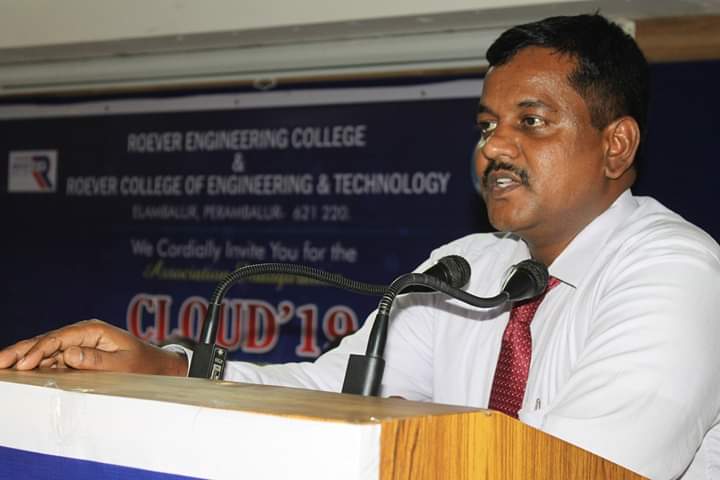 ROEVER ENGINEERING COLLEGE
&
ROEVER COLLEGE OF ENGINEERING & TECHNOLOGY
ELAMBALUR, PERAMBALUR- 621 220.
We Cordially Invite You for the
Association
CLOUD'19
R